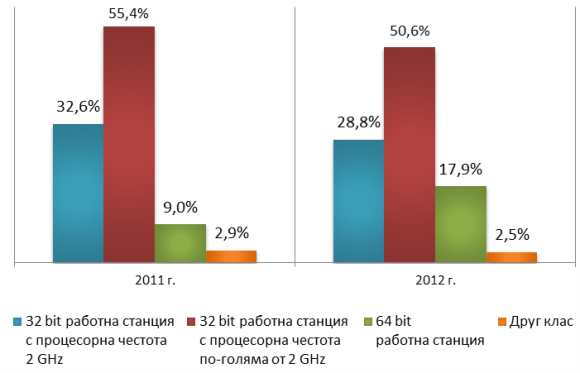 55,4%
50,6%
32,6%
28,8%
17,9%
9,0%
2,9%
2,5%
2011 г.
2012 г.
32 bit работна станция
с процесорна честота
2 GHz
32 bit работна станция
с процесорна честота
по-голяма от 2 GHz
64 bit
работна станция
Друг клас